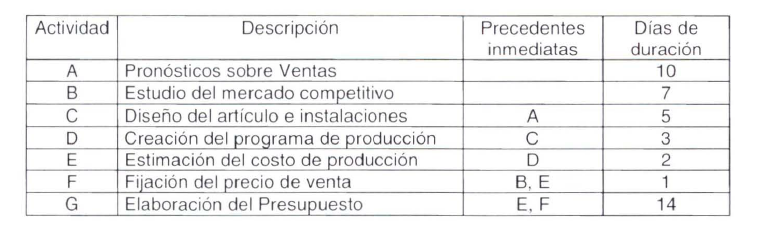 Actividad Descripción Precedentes inmediatas Días de duración
A Pronósticos sobre Ventas 10
B Estudio del mercado competitivo 7
C Diseño del artículo e instalaciones A 5
D Creación del programa de producción C 3
E Estimación del costo de producción D 2
F Fijación del precio de venta B, E 1
G Elaboración del Presupuesto E, F 14